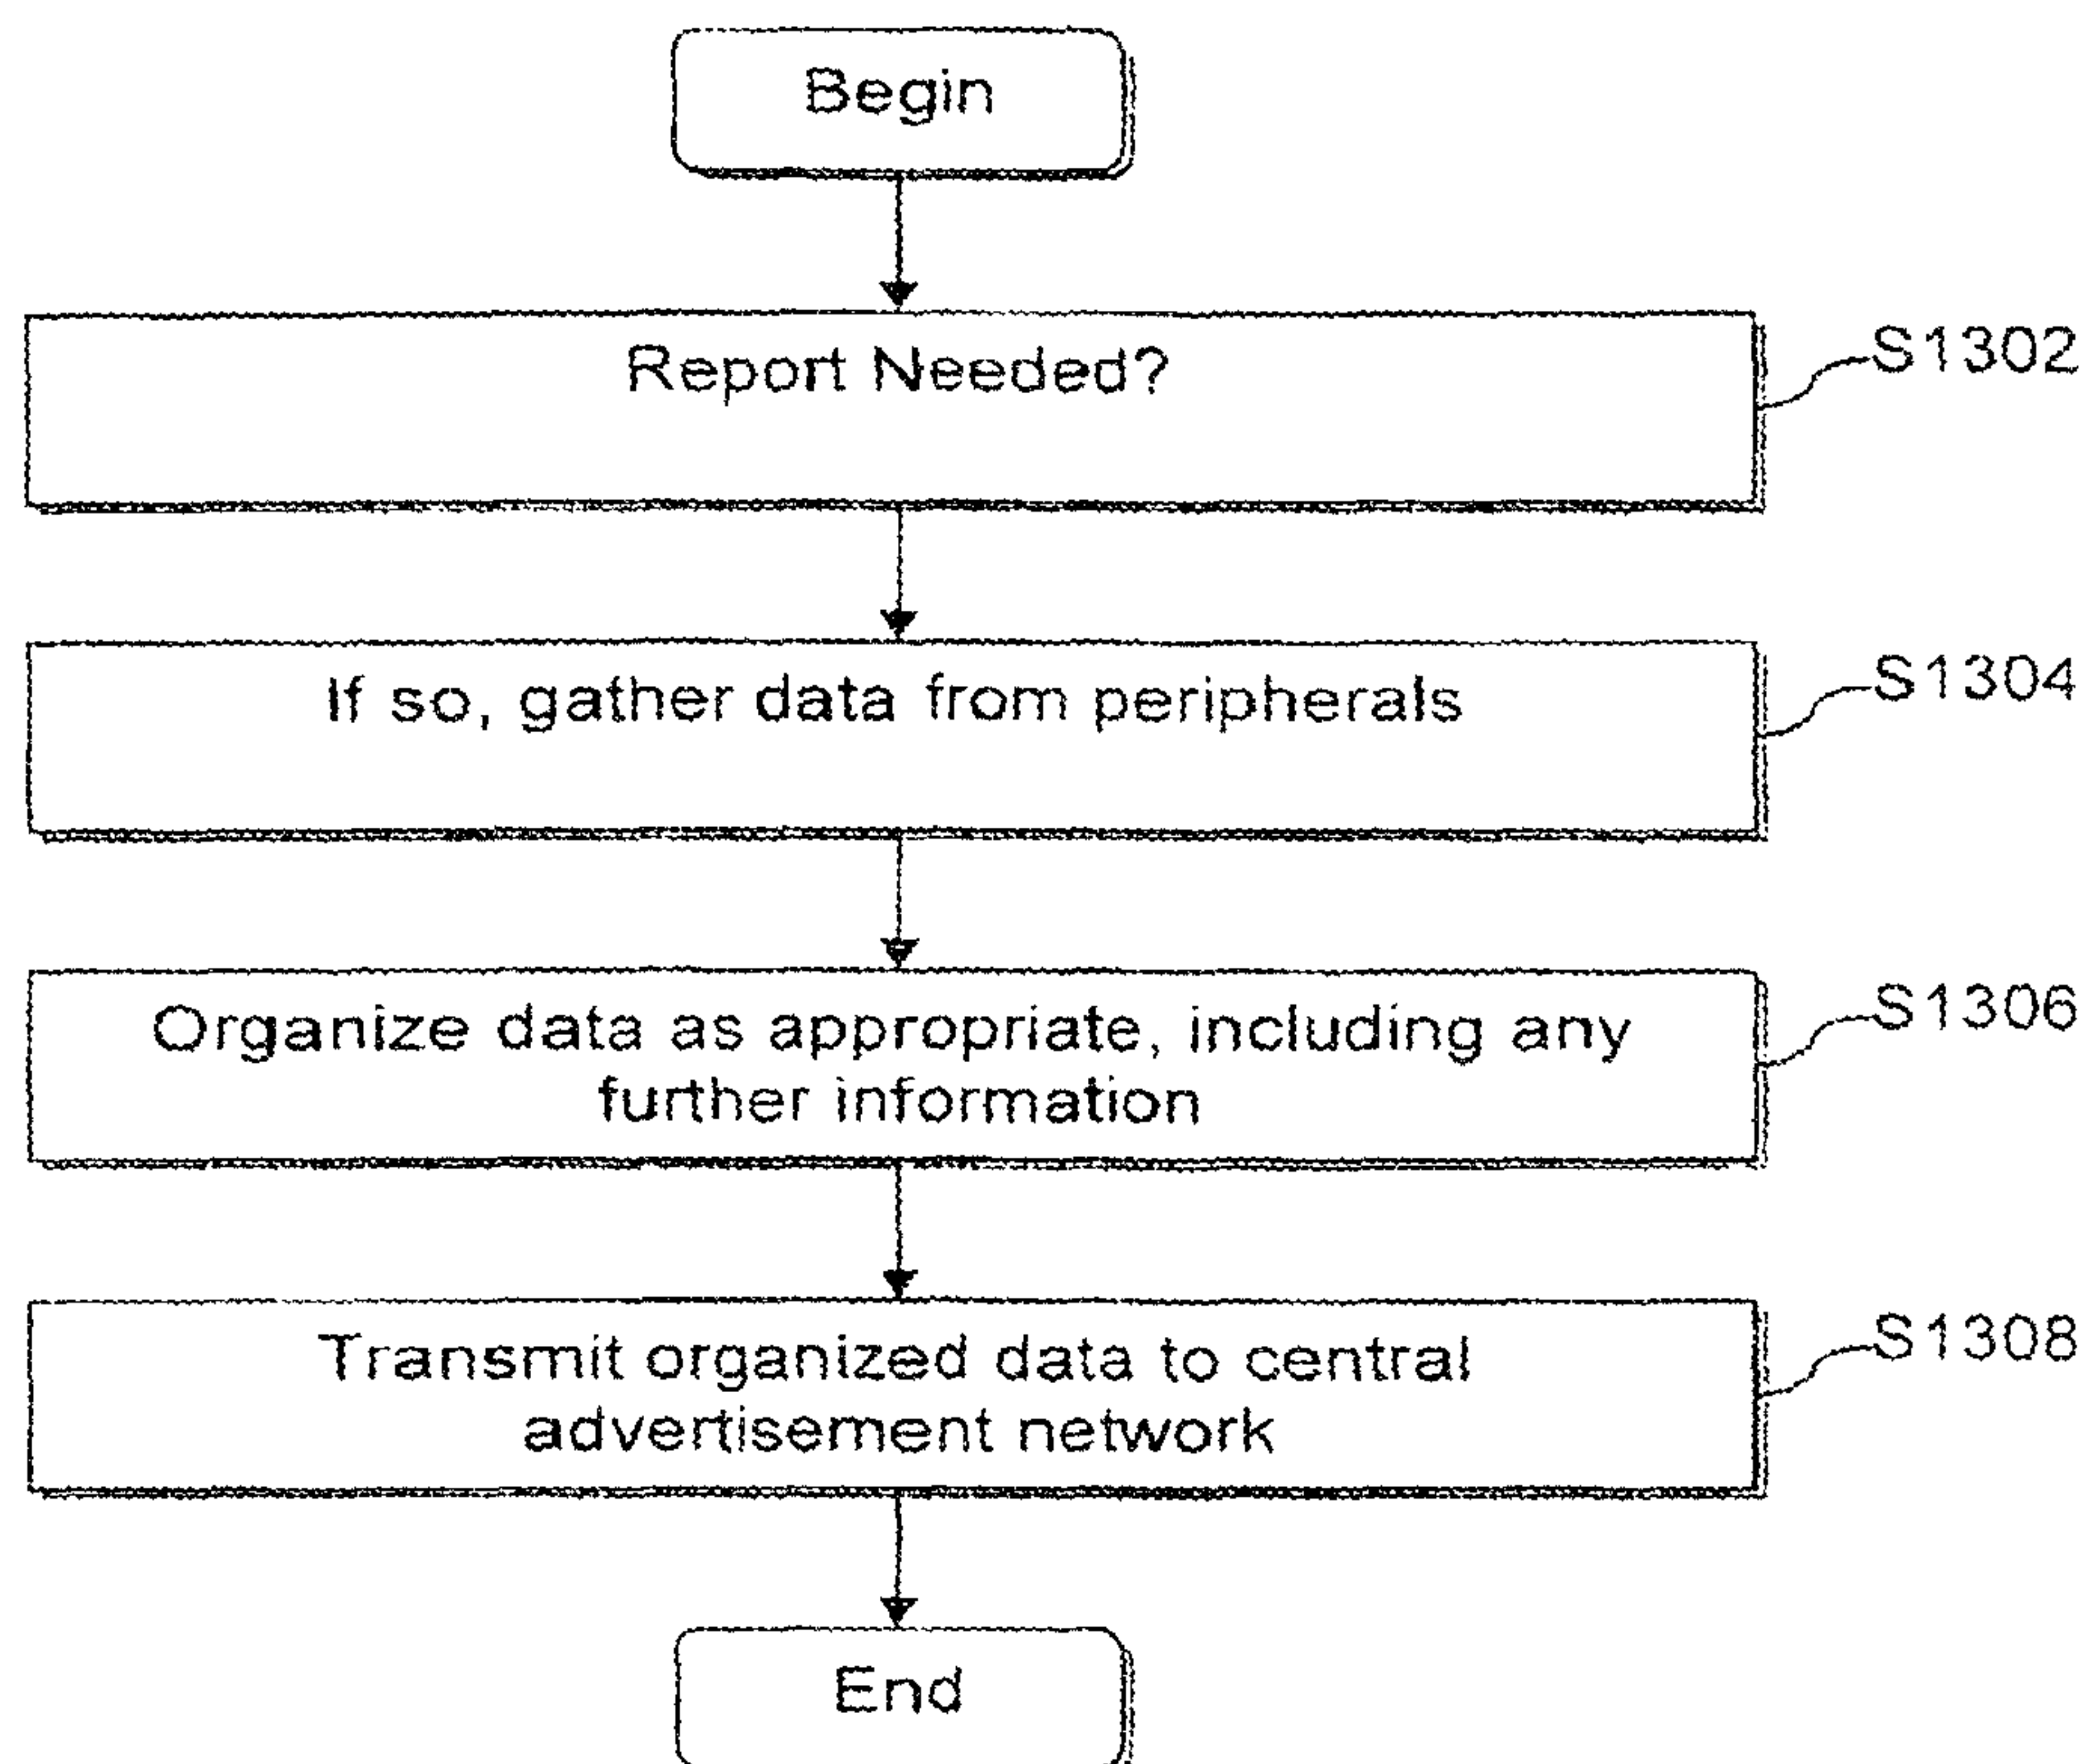 Begin
Report Needed?
S1302
If so, gather data from peripherals
S1304
Organize data as appropriate, including any
further information
S1306
Transmit organized data to central
advertisement network
S1308
End